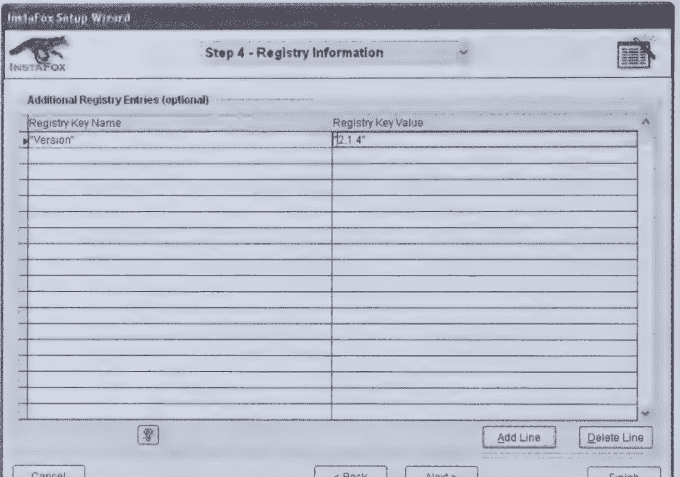 InstaFox Setup Wizard
INSTAFOX
Step 4 - Registry Information
Additional Registry Entries (optional)
Registry Key Name Registry Key Value
"Version" "2.1.4"
Add Line Delete Line
Cancel < Back Next > Finish